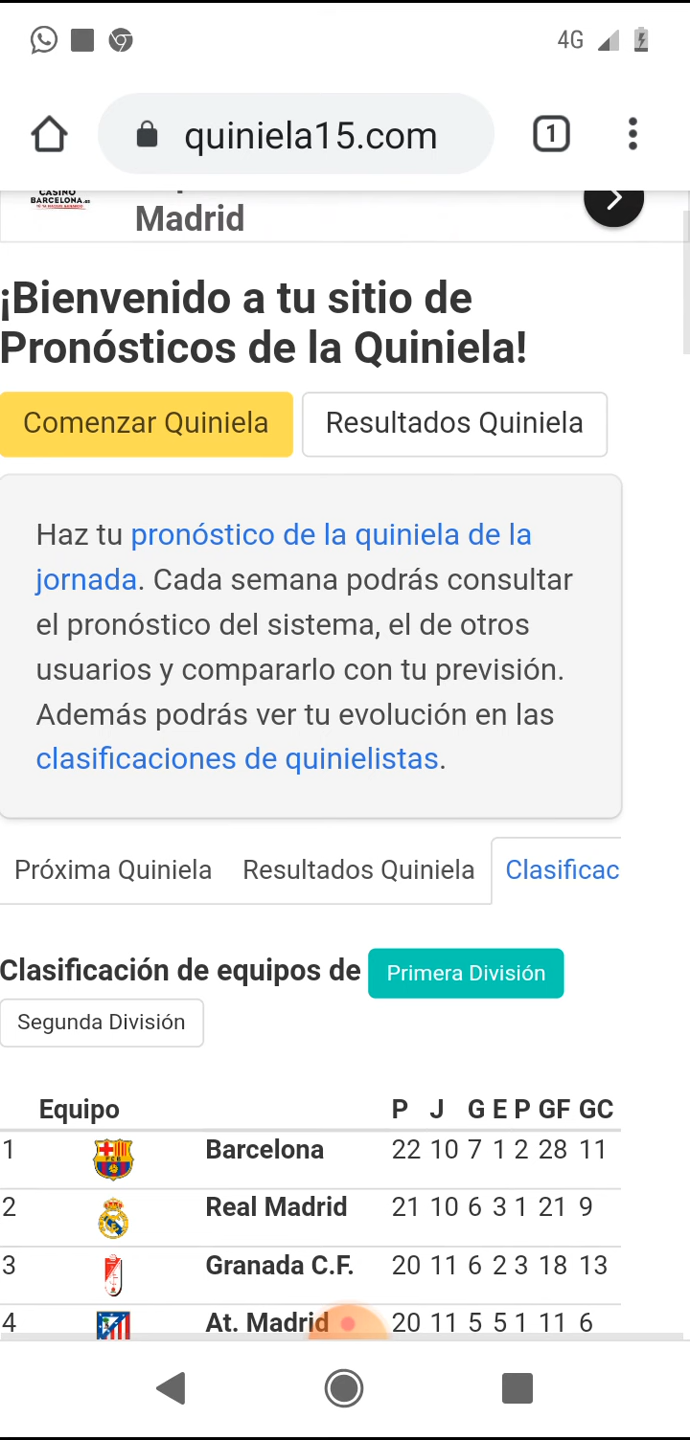 4G
quiniela15.com
1
CASINO
BARCELONA.es
Madrid
¡Bienvenido a tu sitio de
Pronósticos de la Quiniela!
Comenzar Quiniela
Resultados Quiniela
Haz tu pronóstico de la quiniela de la
jornada. Cada semana podrás consultar
el pronóstico del sistema, el de otros
usuarios y compararlo con tu previsión.
Además podrás ver tu evolución en las
clasificaciones de quinielistas.
Próxima Quiniela Resultados Quiniela Clasificac
Clasificación de equipos de Primera División
Segunda División
Equipo P J G E P GF GC
1 Barcelona 22 10 7 1 2 28 11
2 Real Madrid 21 10 6 3 1 21 9
3 Granada C.F. 20 11 6 2 3 18 13
4 At. Madrid 20 11 5 5 1 11 6